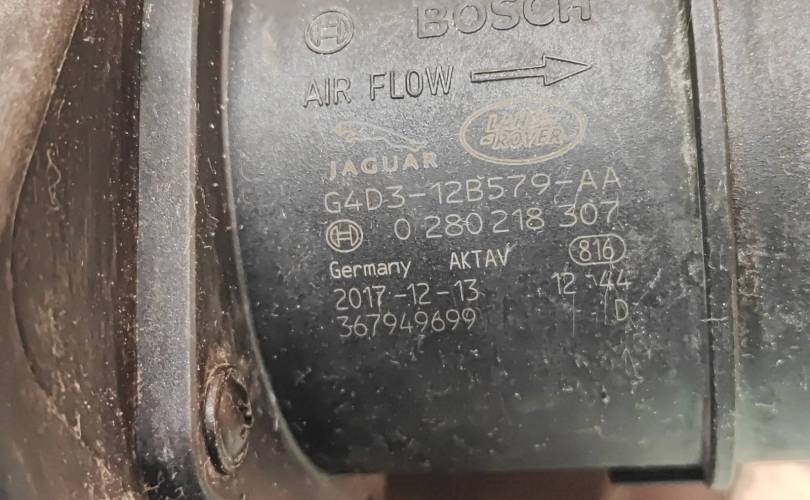 BOSCH
AIR FLOW
JAGUAR
LAND
ROVER
G4D3-12B579-AA
0 280 218 307
Germany AKTAV 816
2017-12-13 12 44
367949699 D
1